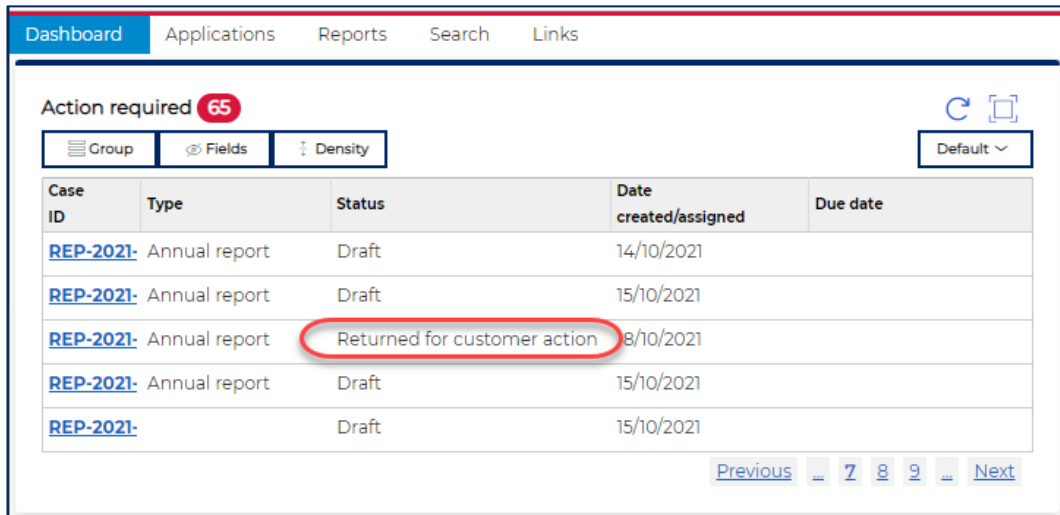 Dashboard Applications Reports Search Links
Action required 65
Group Fields Density Default
Case ID Type Status Date created/assigned Due date
REP-2021- Annual report Draft 14/10/2021
REP-2021- Annual report Draft 15/10/2021
REP-2021- Annual report Returned for customer action 8/10/2021
REP-2021- Annual report Draft 15/10/2021
REP-2021- Draft 15/10/2021
Previous ... 7 8 9 ... Next